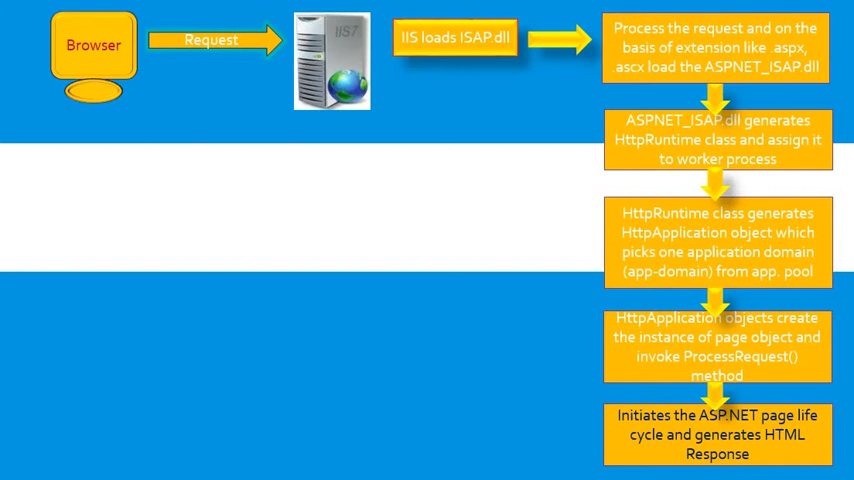 Browser
Request
IIS7
IIS loads ISAP.dll
Process the request and on the
basis of extension like .aspx,
.ascx load the ASPNET_ISAP.dll
ASPNET_ISAP.dll generates
HttpRuntime class and assign it
to worker process
HttpRuntime class generates
HttpApplication object which
picks one application domain
(app-domain) from app. pool
HttpApplication objects create
the instance of page object and
invoke ProcessRequest()
method
Initiates the ASP.NET page life
cycle and generates HTML
Response